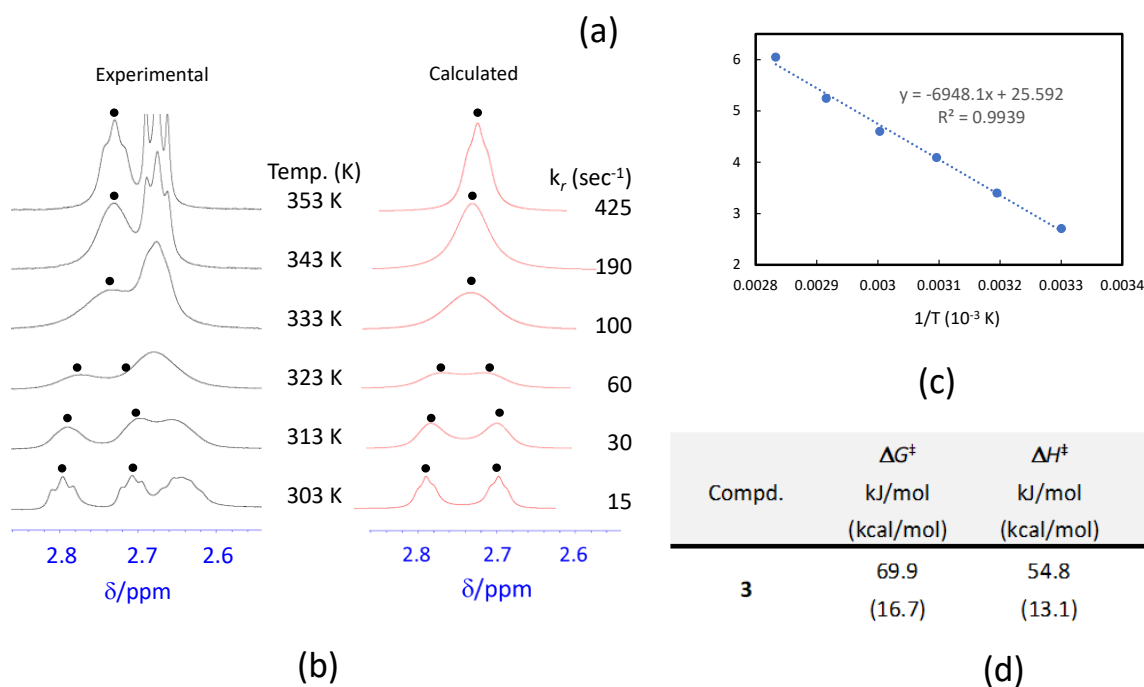 (a)
Experimental
Calculated
Temp. (K)
kr (sec-1)
353 K
425
343 K
190
333 K
100
323 K
60
313 K
30
303 K
15
2.8
2.7
2.6
2.8
2.7
2.6
δ/ppm
δ/ppm
(b)
6
5
4
3
2
y = -6948.1x + 25.592
R² = 0.9939
0.0028
0.0029
0.003
0.0031
0.0032
0.0033
0.0034
1/T (10-3 K)
(c)
ΔG‡
ΔH‡
Compd.
kJ/mol
kJ/mol
(kcal/mol)
(kcal/mol)
3
69.9
54.8
(16.7)
(13.1)
(d)